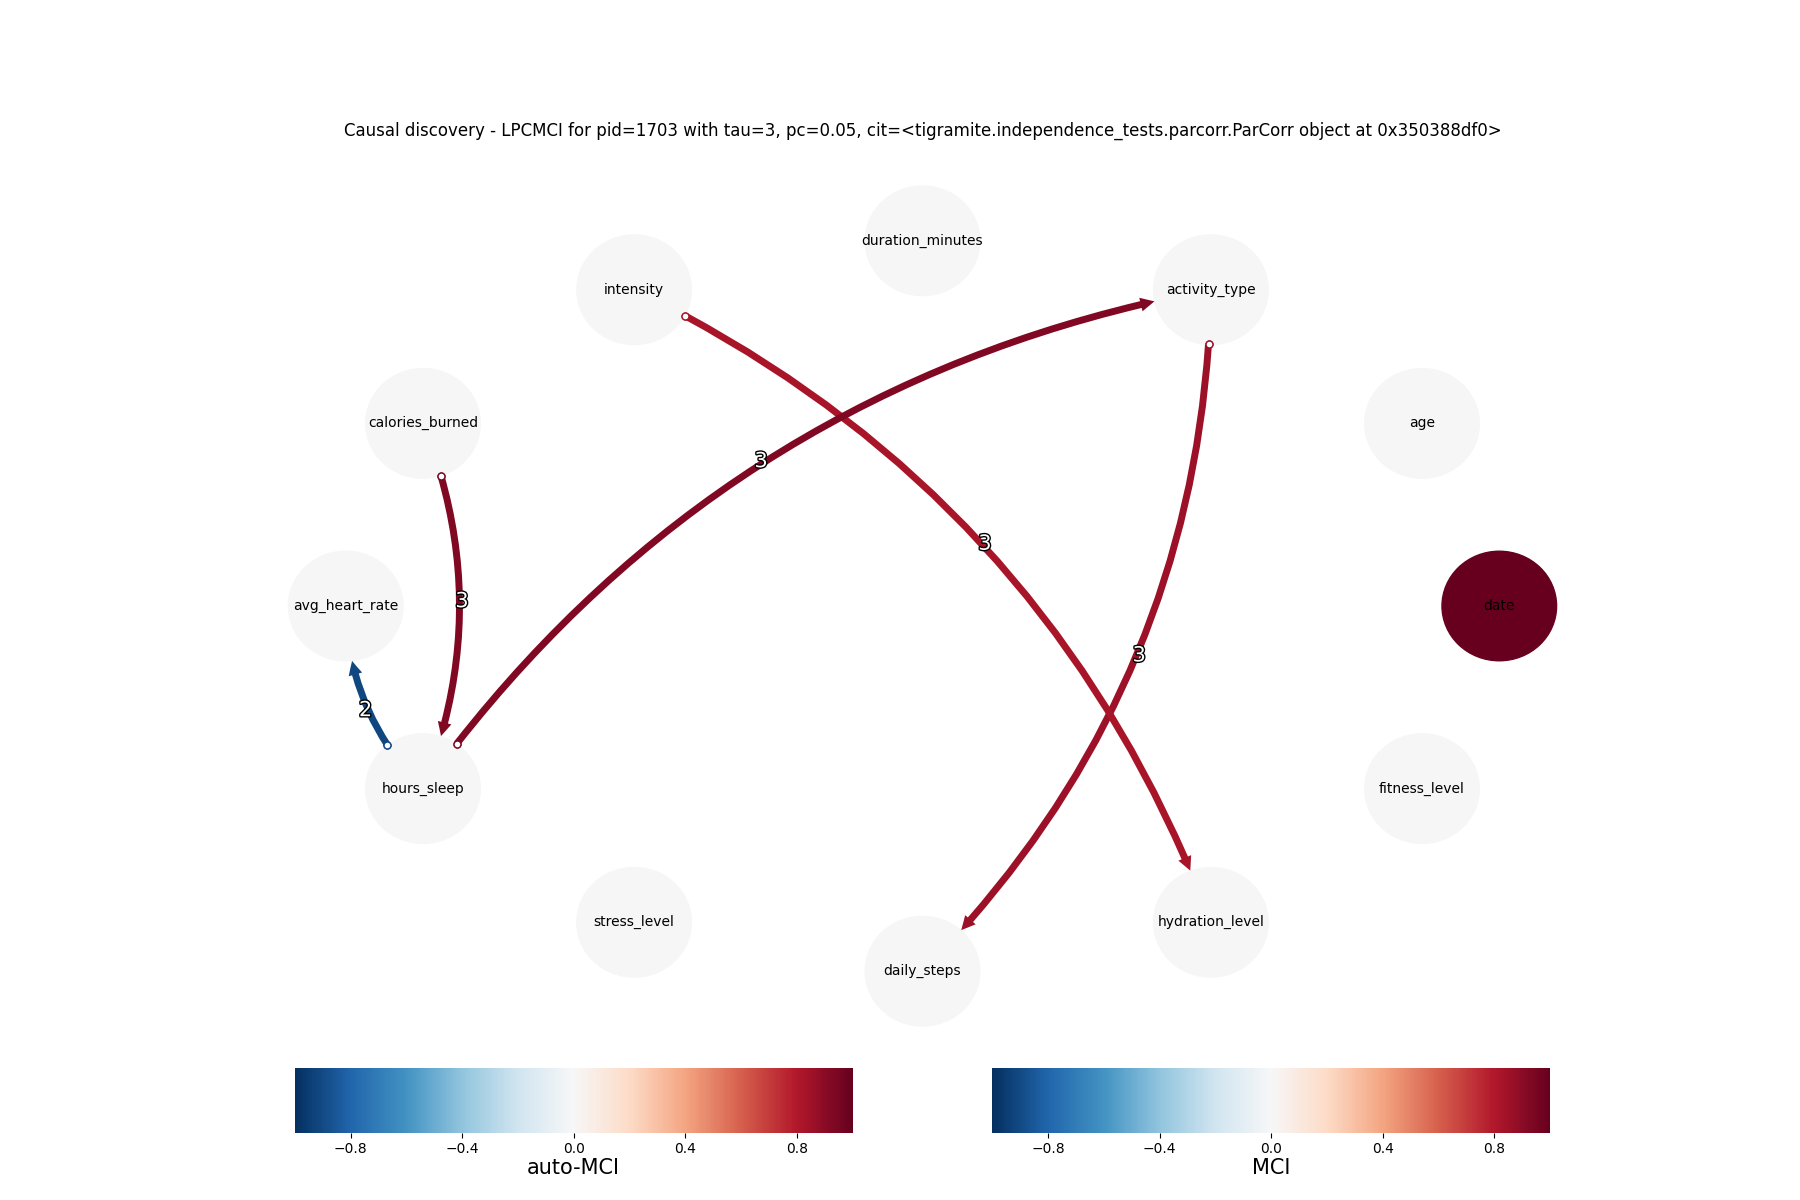 Causal discovery - LPCMCI for pid=1703 with tau=3, pc=0.05, cit=<tigramite.independence_tests.parcorr.ParCorr object at 0x350388df0>
duration_minutes
intensity
activity_type
calories_burned
age
3
3
avg_heart_rate
3
date
3
2
hours_sleep
fitness_level
stress_level
hydration_level
daily_steps
−0.8 −0.4 0.0 0.4 0.8
auto-MCI
−0.8 −0.4 0.0 0.4 0.8
MCI